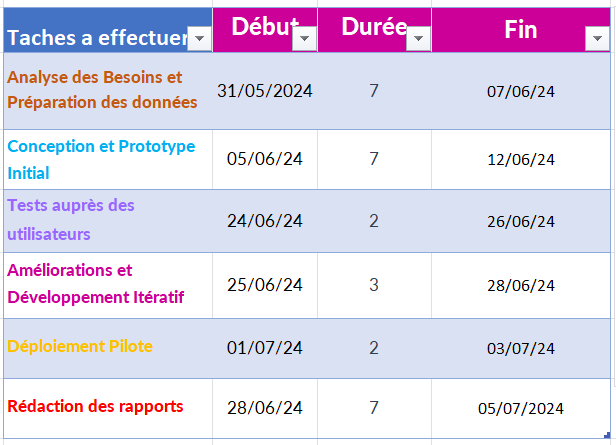 Taches a effectuer Début Durée Fin
Analyse des Besoins et
Préparation des données 31/05/2024 7 07/06/24
Conception et Prototype
Initial 05/06/24 7 12/06/24
Tests auprès des
utilisateurs 24/06/24 2 26/06/24
Améliorations et
Développement Itératif 25/06/24 3 28/06/24
Déploiement Pilote 01/07/24 2 03/07/24
Rédaction des rapports 28/06/24 7 05/07/2024